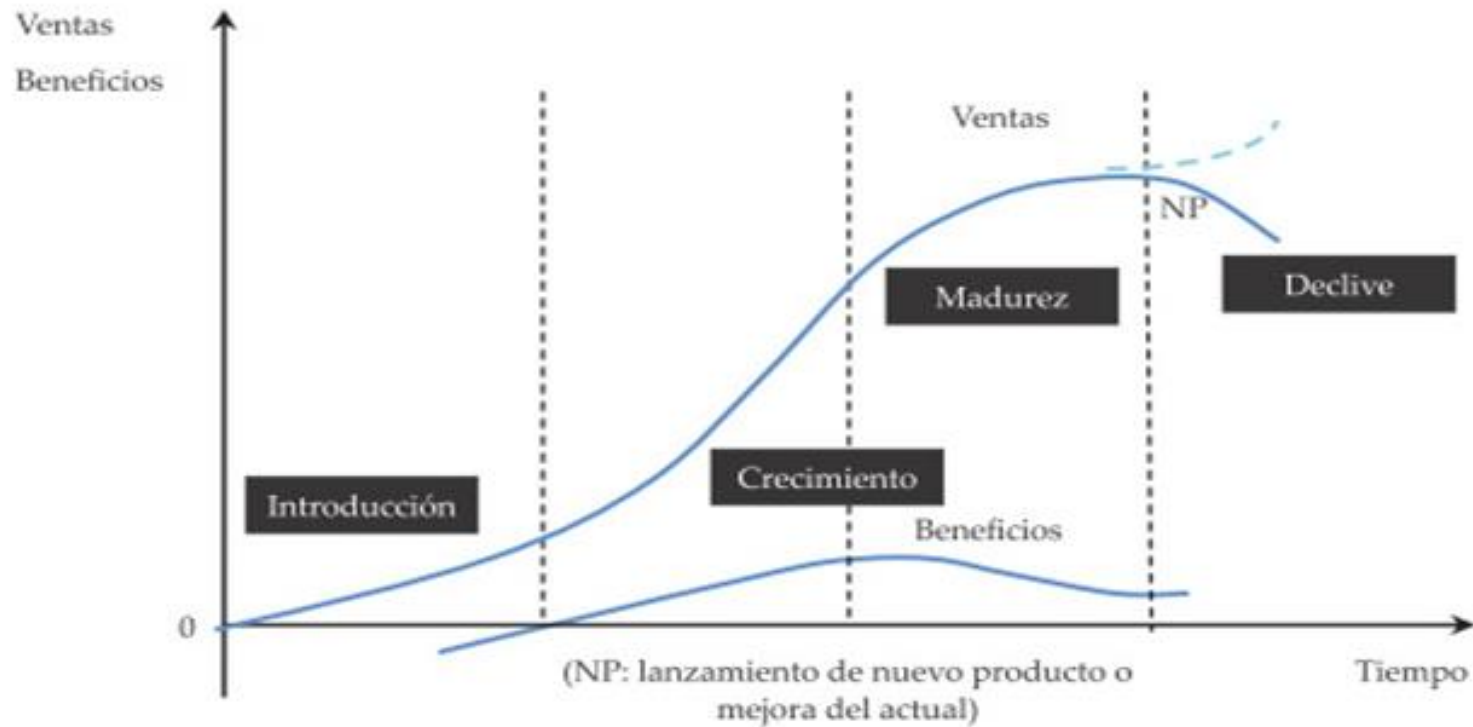 Ventas
Beneficios
Ventas
NP
Declive
Madurez
Crecimiento
Introducción
Beneficios
0
(NP: lanzamiento de nuevo producto o
mejora del actual)
Tiempo